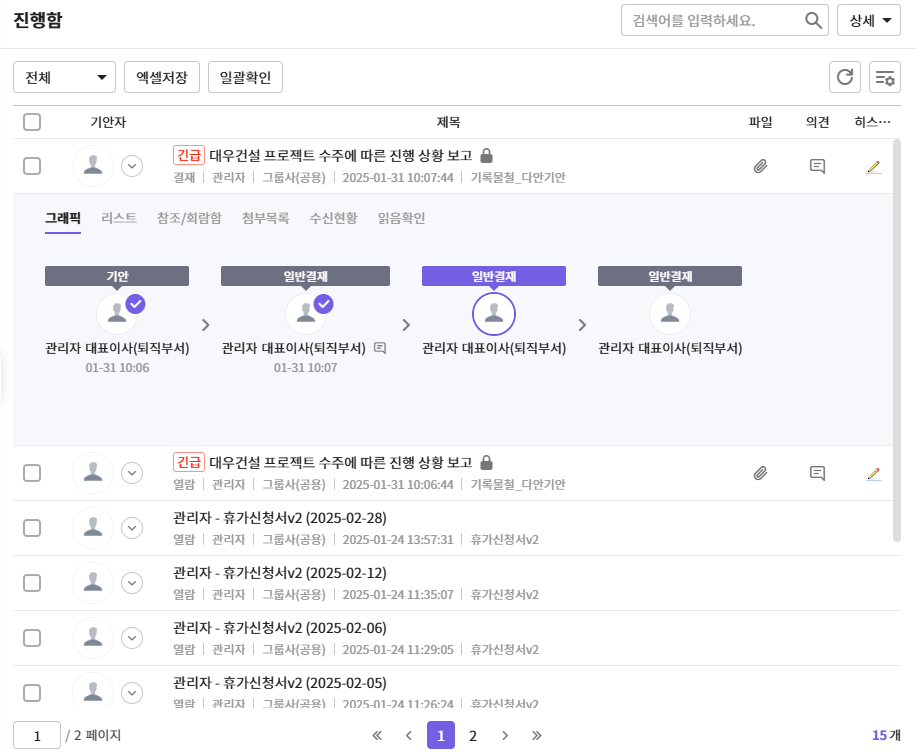 진행함
검색어를 입력하세요.
상세
전체 엑셀저장 일괄확인
기안자 제목 파일 의견 히스…
긴급 대우건설 프로젝트 수주에 따른 진행 상황 보고
결재 | 관리자 | 그룹사(공용) | 2025-01-31 10:07:44 | 기록물철_다안기안
그래픽 리스트 참조/회람함 첨부목록 수신현황 읽음확인
기안 일반결재 일반결재 일반결재
관리자 대표이사(퇴직부서) 관리자 대표이사(퇴직부서) 관리자 대표이사(퇴직부서) 관리자 대표이사(퇴직부서)
01-31 10:06 01-31 10:07
긴급 대우건설 프로젝트 수주에 따른 진행 상황 보고
열람 | 관리자 | 그룹사(공용) | 2025-01-31 10:06:44 | 기록물철_다안기안
관리자 - 휴가신청서v2 (2025-02-28)
열람 | 관리자 | 그룹사(공용) | 2025-01-24 13:57:31 | 휴가신청서v2
관리자 - 휴가신청서v2 (2025-02-12)
열람 | 관리자 | 그룹사(공용) | 2025-01-24 11:35:07 | 휴가신청서v2
관리자 - 휴가신청서v2 (2025-02-06)
열람 | 관리자 | 그룹사(공용) | 2025-01-24 11:29:05 | 휴가신청서v2
관리자 - 휴가신청서v2 (2025-02-05)
열람 | 관리자 | 그룹사(공용) | 2025-01-24 11:26:24 | 휴가신청서v2
1 / 2 페이지 « ‹ 1 2 › » 15개